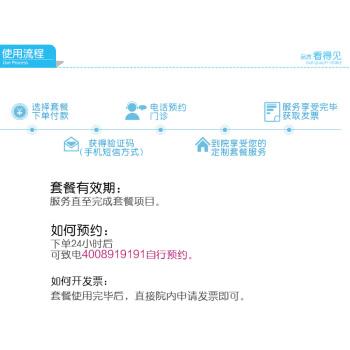 使用流程
Use Process
品质 看得见
选择套餐
下单付款
电话预约
门诊
服务享受完毕
获取发票
获得验证码
(手机短信方式)
到院享受您的
定制套餐服务
套餐有效期：
服务直至完成套餐项目。
如何预约：
下单24小时后
可致电4008919191自行预约。
如何开发票：
套餐使用完毕后，直接院内申请发票即可。